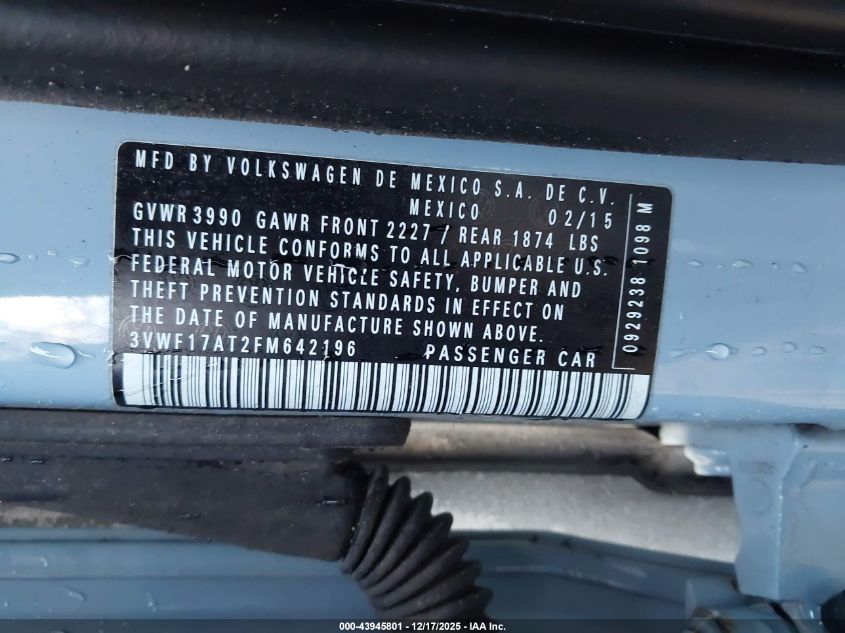 MFD BY VOLKSWAGEN DE MEXICO S.A. DE C.V.
MEXICO 02/15
GVWR 3990 GAWR FRONT 2227 / REAR 1874 LBS
THIS VEHICLE CONFORMS TO ALL APPLICABLE U.S.
FEDERAL MOTOR VEHICLE SAFETY, BUMPER AND
THEFT PREVENTION STANDARDS IN EFFECT ON
THE DATE OF MANUFACTURE SHOWN ABOVE.
3VWF17AT2FM642196 PASSENGER CAR
0929238 1098 M
000-43945801 - 12/17/2025 - IAA, Inc.